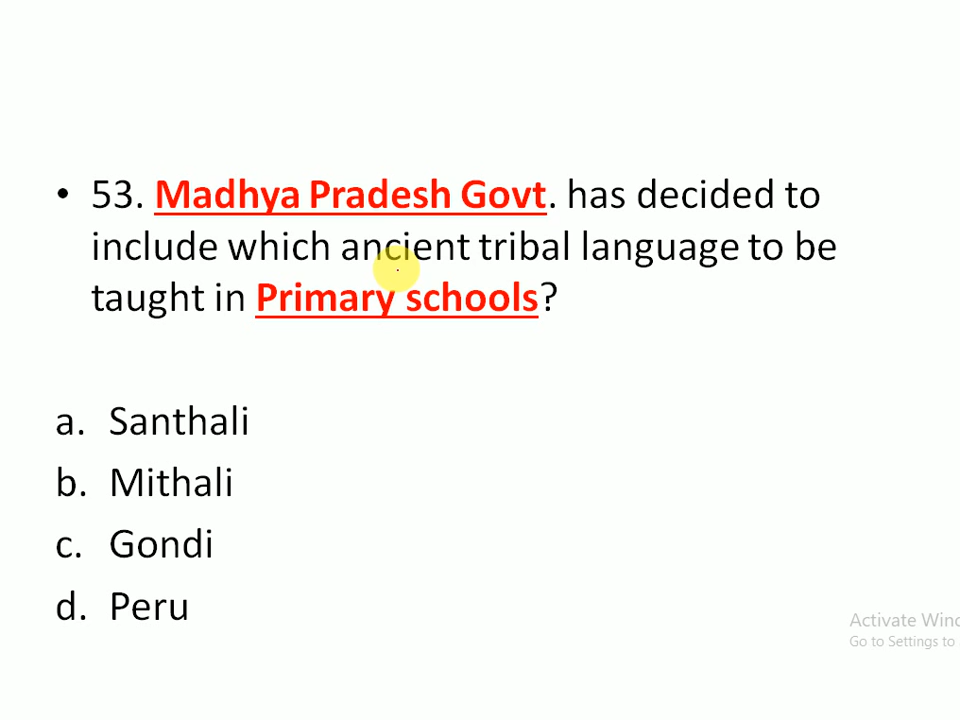 • 53. Madhya Pradesh Govt. has decided to
include which ancient tribal language to be
taught in Primary schools?
a. Santhali
b. Mithali
c. Gondi
d. Peru
Activate Wind
Go to Settings to